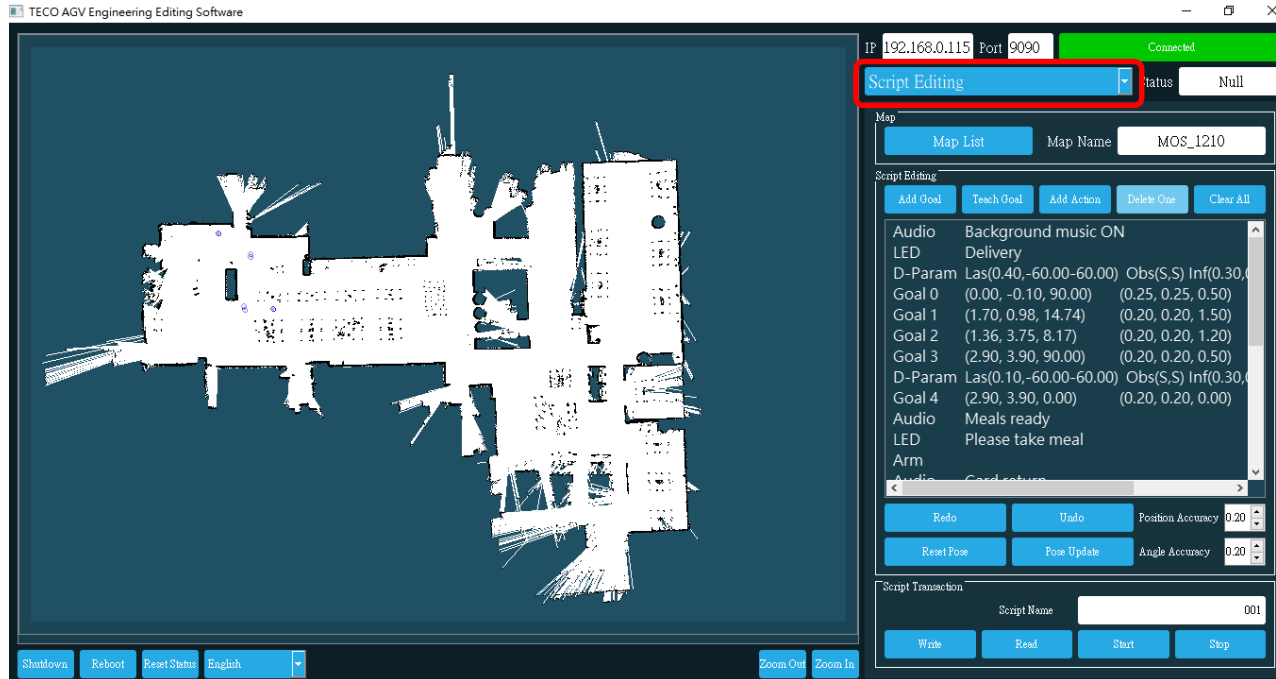 TECO AGV Engineering Editing Software
IP 192.168.0.115 Port 9090 Connected
Script Editing Status Null
Map
Map List Map Name MOS_1210
Script Editing
Add Goal Teach Goal Add Action Delete One Clear All
Audio Background music ON
LED Delivery
D-Param Las(0.40,-60.00-60.00) Obs(S,S) Inf(0.30,
Goal 0 (0.00, -0.10, 90.00) (0.25, 0.25, 0.50)
Goal 1 (1.70, 0.98, 14.74) (0.20, 0.20, 1.50)
Goal 2 (1.36, 3.75, 8.17) (0.20, 0.20, 1.20)
Goal 3 (2.90, 3.90, 90.00) (0.20, 0.20, 0.50)
D-Param Las(0.10,-60.00-60.00) Obs(S,S) Inf(0.30,
Goal 4 (2.90, 3.90, 0.00) (0.20, 0.20, 0.00)
Audio Meals ready
LED Please take meal
Arm
Audio Card return
Redo Undo Position Accuracy 0.20
Reset Pose Pose Update Angle Accuracy 0.20
Script Transaction
Script Name 001
Write Read Start Stop
Shutdown Reboot Reset Status English Zoom Out Zoom In